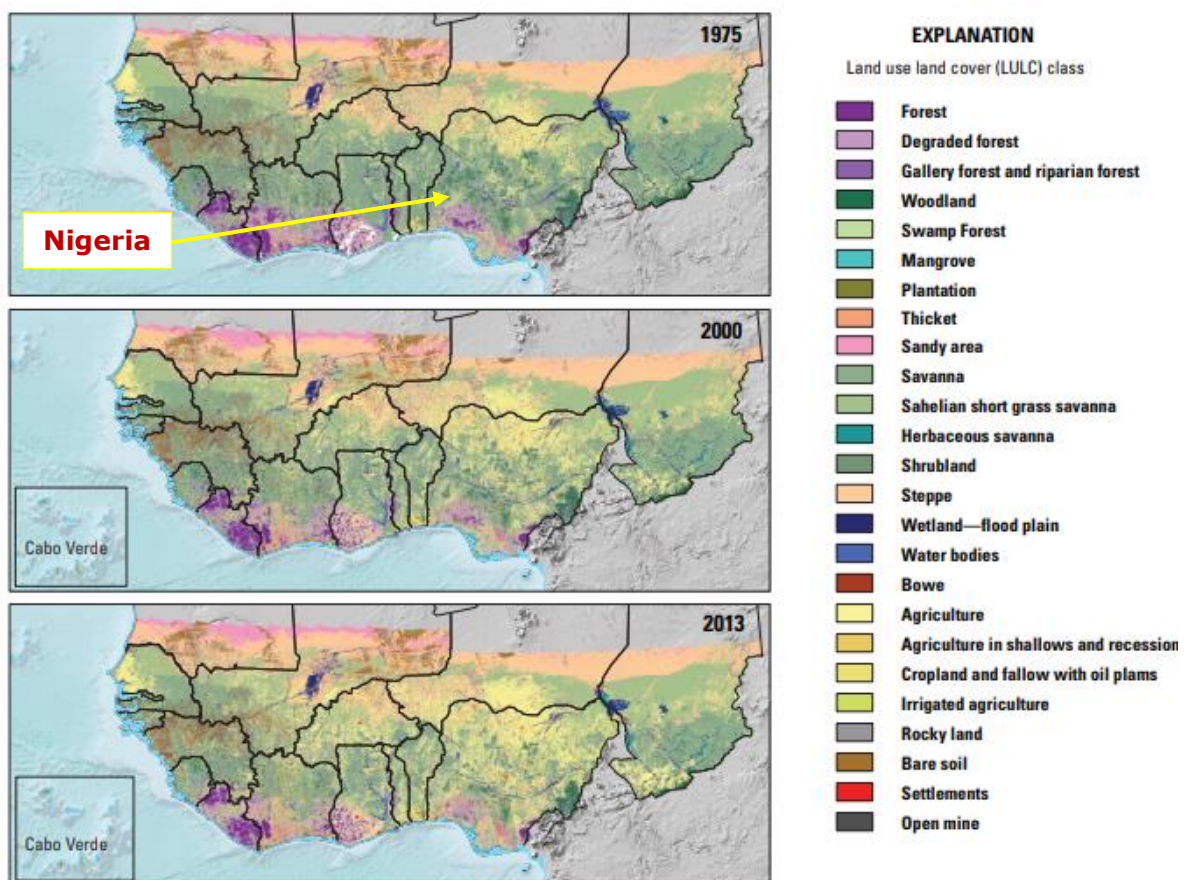 1975
Nigeria
2000
Cabo Verde
2013
Cabo Verde
EXPLANATION
Land use land cover (LULC) class
Forest
Degraded forest
Gallery forest and riparian forest
Woodland
Swamp Forest
Mangrove
Plantation
Thicket
Sandy area
Savanna
Sahelian short grass savanna
Herbaceous savanna
Shrubland
Steppe
Wetland—flood plain
Water bodies
Bowe
Agriculture
Agriculture in shallows and recession
Cropland and fallow with oil plams
Irrigated agriculture
Rocky land
Bare soil
Settlements
Open mine